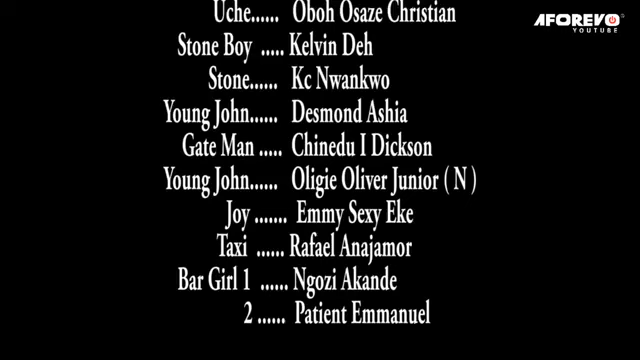 Uche...... Oboh Osaze Christian
AFOREVO
YOUTUBE
Stone Boy ..... Kelvin Deh
Stone...... Kc Nwankwo
Young John...... Desmond Ashia
Gate Man ..... Chinedu I Dickson
Young John...... Oligie Oliver Junior ( N )
Joy ....... Emmy Sexy Eke
Taxi ...... Rafael Anajamor
Bar Girl 1 ...... Ngozi Akande
2 ...... Patient Emmanuel